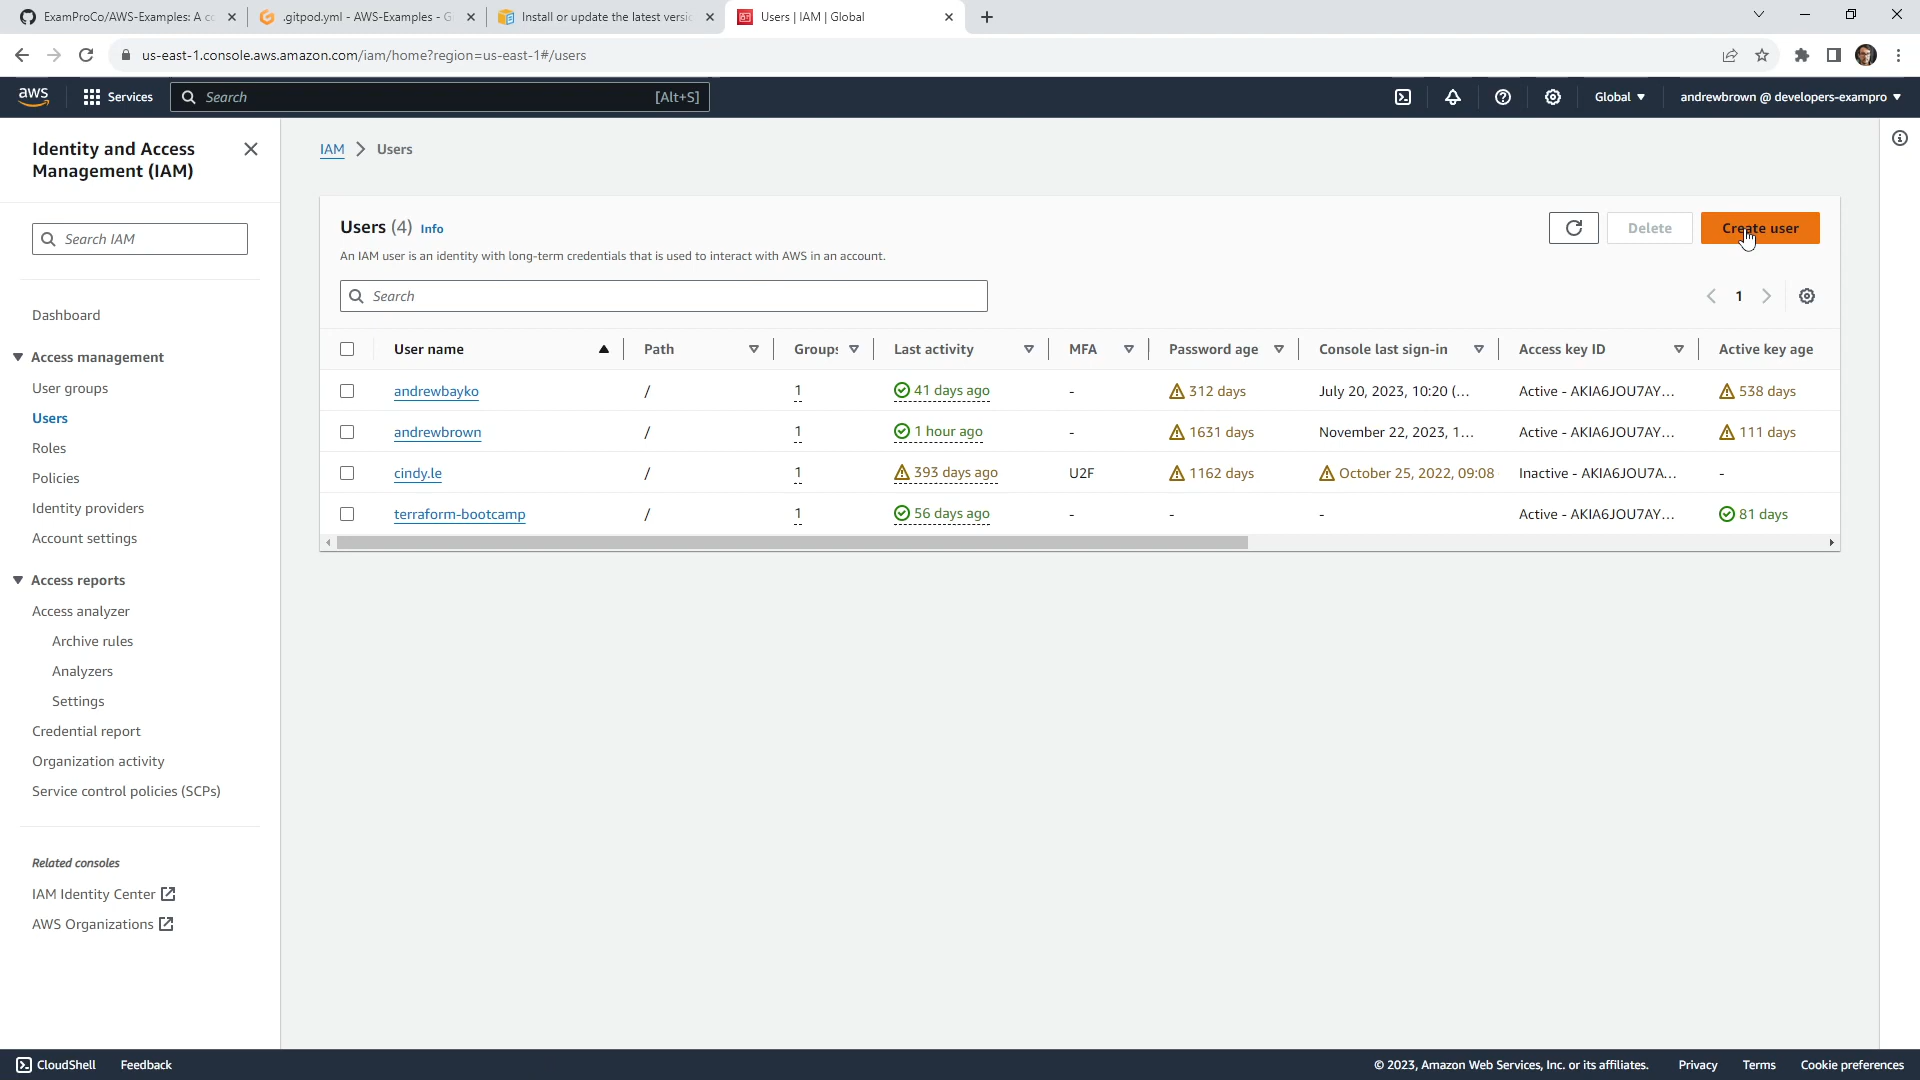 ExamProCo/AWS-Examples: A co
.gitpod.yml - AWS-Examples - G
Install or update the latest versio
Users | IAM | Global
us-east-1.console.aws.amazon.com/iam/home?region=us-east-1#/users
aws
Services
Search
[Alt+S]
Global
andrewbrown @ developers-exampro
Identity and Access
Management (IAM)
Search IAM
Dashboard
Access management
User groups
Users
Roles
Policies
Identity providers
Account settings
Access reports
Access analyzer
Archive rules
Analyzers
Settings
Credential report
Organization activity
Service control policies (SCPs)
Related consoles
IAM Identity Center
AWS Organizations
IAM > Users
Users (4) Info
Delete
Create user
An IAM user is an identity with long-term credentials that is used to interact with AWS in an account.
Search
1
User name Path Groups Last activity MFA Password age Console last sign-in Access key ID Active key age
andrewbayko / 1 41 days ago - 312 days July 20, 2023, 10:20 (... Active - AKIA6JOU7AY... 538 days
andrewbrown / 1 1 hour ago - 1631 days November 22, 2023, 1... Active - AKIA6JOU7AY... 111 days
cindy.le / 1 393 days ago U2F 1162 days October 25, 2022, 09:08 Inactive - AKIA6JOU7A... -
terraform-bootcamp / 1 56 days ago - - - Active - AKIA6JOU7AY... 81 days
CloudShell Feedback © 2023, Amazon Web Services, Inc. or its affiliates. Privacy Terms Cookie preferences